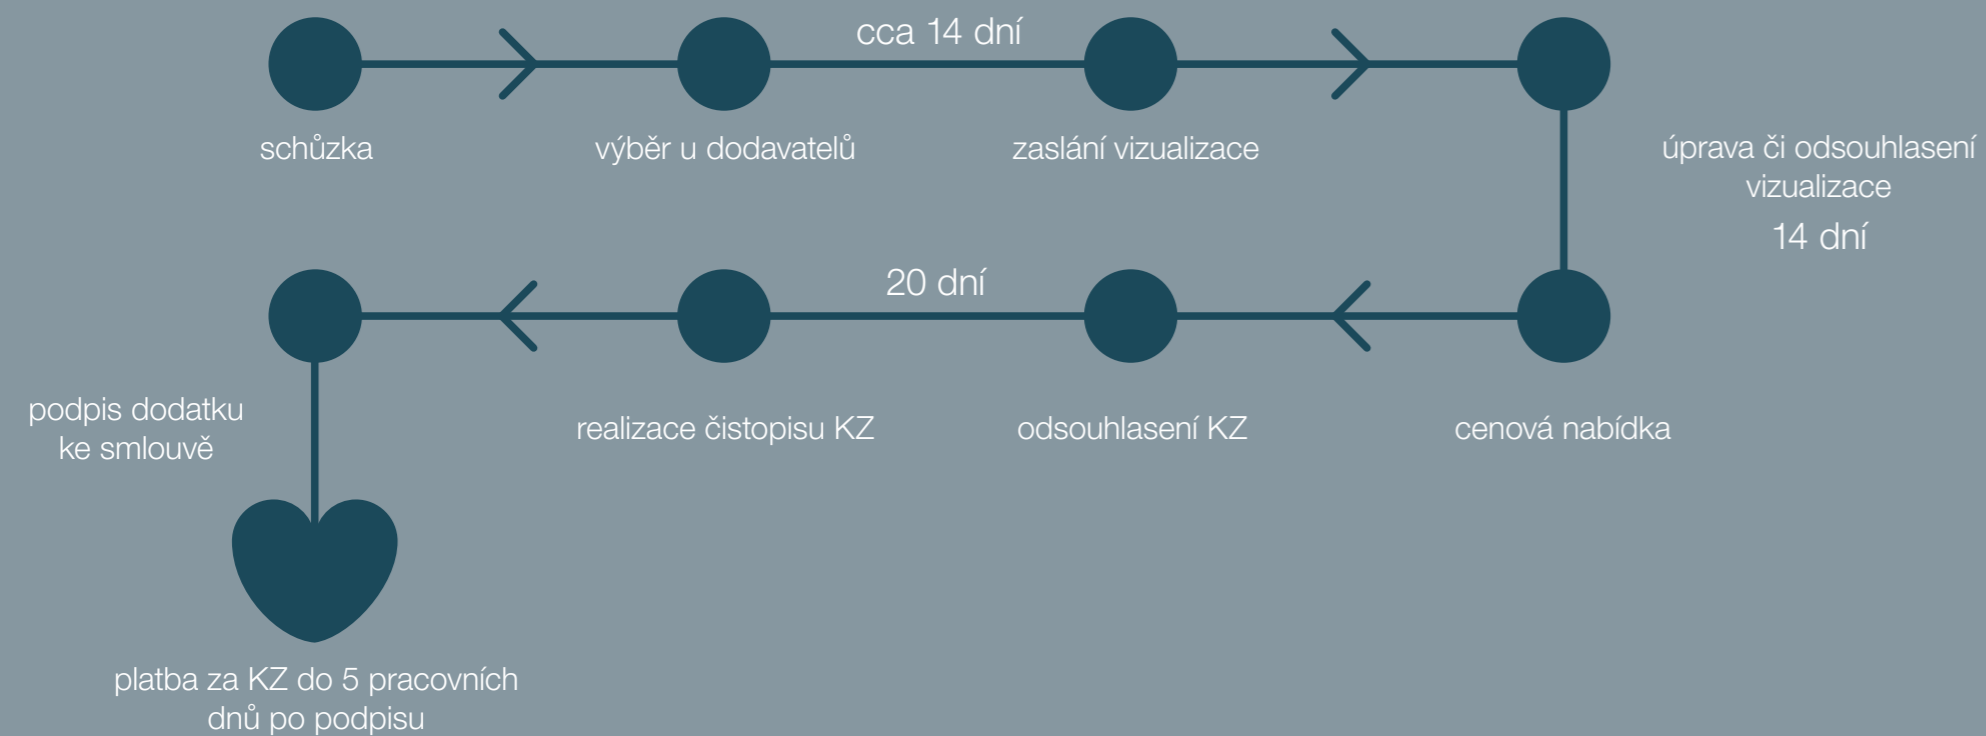 cca 14 dní
schůzka
výběr u dodavatelů
zaslání vizualizace
úprava či odsouhlasení
vizualizace
14 dní
20 dní
podpis dodatku
ke smlouvě
realizace čistopisu KZ
odsouhlasení KZ
cenová nabídka
platba za KZ do 5 pracovních
dnů po podpisu